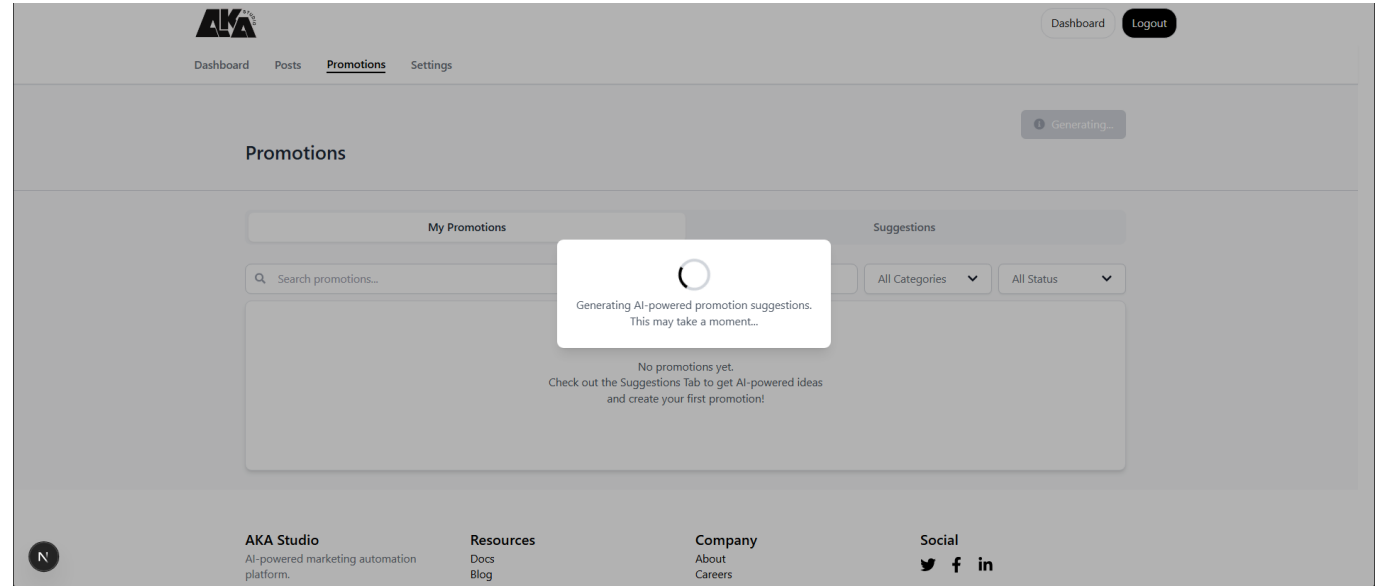 AKA STUDIO
Dashboard
Logout
Dashboard Posts Promotions Settings
Generating...
Promotions
My Promotions
Suggestions
Search promotions...
All Categories
All Status
Generating AI-powered promotion suggestions.
This may take a moment...
No promotions yet.
Check out the Suggestions Tab to get AI-powered ideas
and create your first promotion!
AKA Studio
AI-powered marketing automation
platform.
Resources
Docs
Blog
Company
About
Careers
Social
N